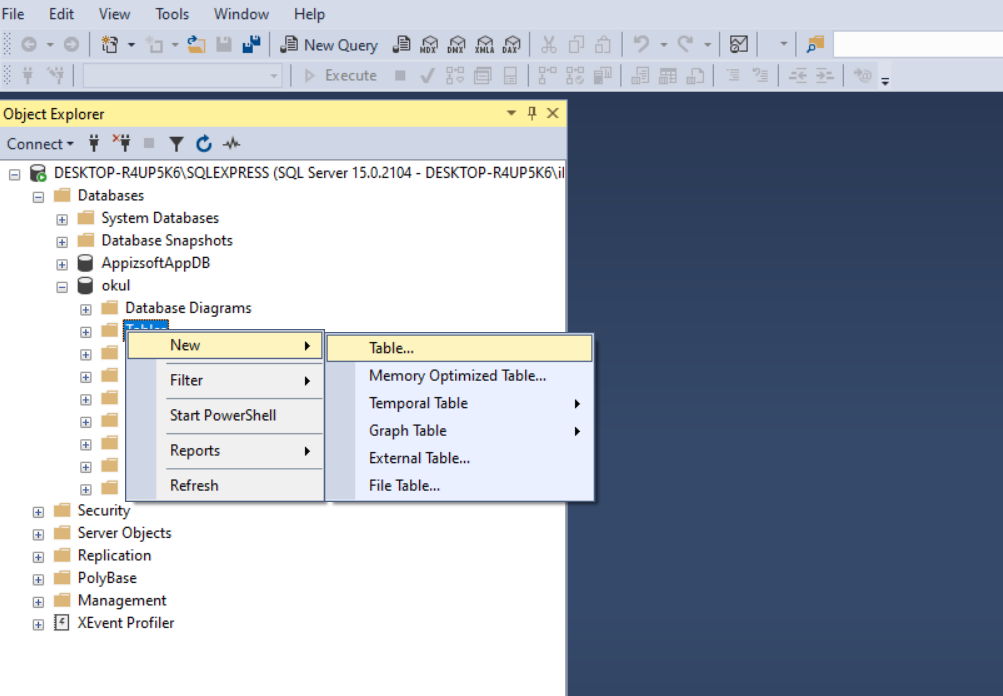 File Edit View Tools Window Help
New Query MDX DMX XMLA DAX
Execute
Object Explorer
Connect
DESKTOP-R4UP5K6\SQLEXPRESS (SQL Server 15.0.2104 - DESKTOP-R4UP5K6\il
Databases
System Databases
Database Snapshots
AppizsoftAppDB
okul
Database Diagrams
Tables
New
Filter
Start PowerShell
Reports
Refresh
Table...
Memory Optimized Table...
Temporal Table
Graph Table
External Table...
File Table...
Security
Server Objects
Replication
PolyBase
Management
XEvent Profiler